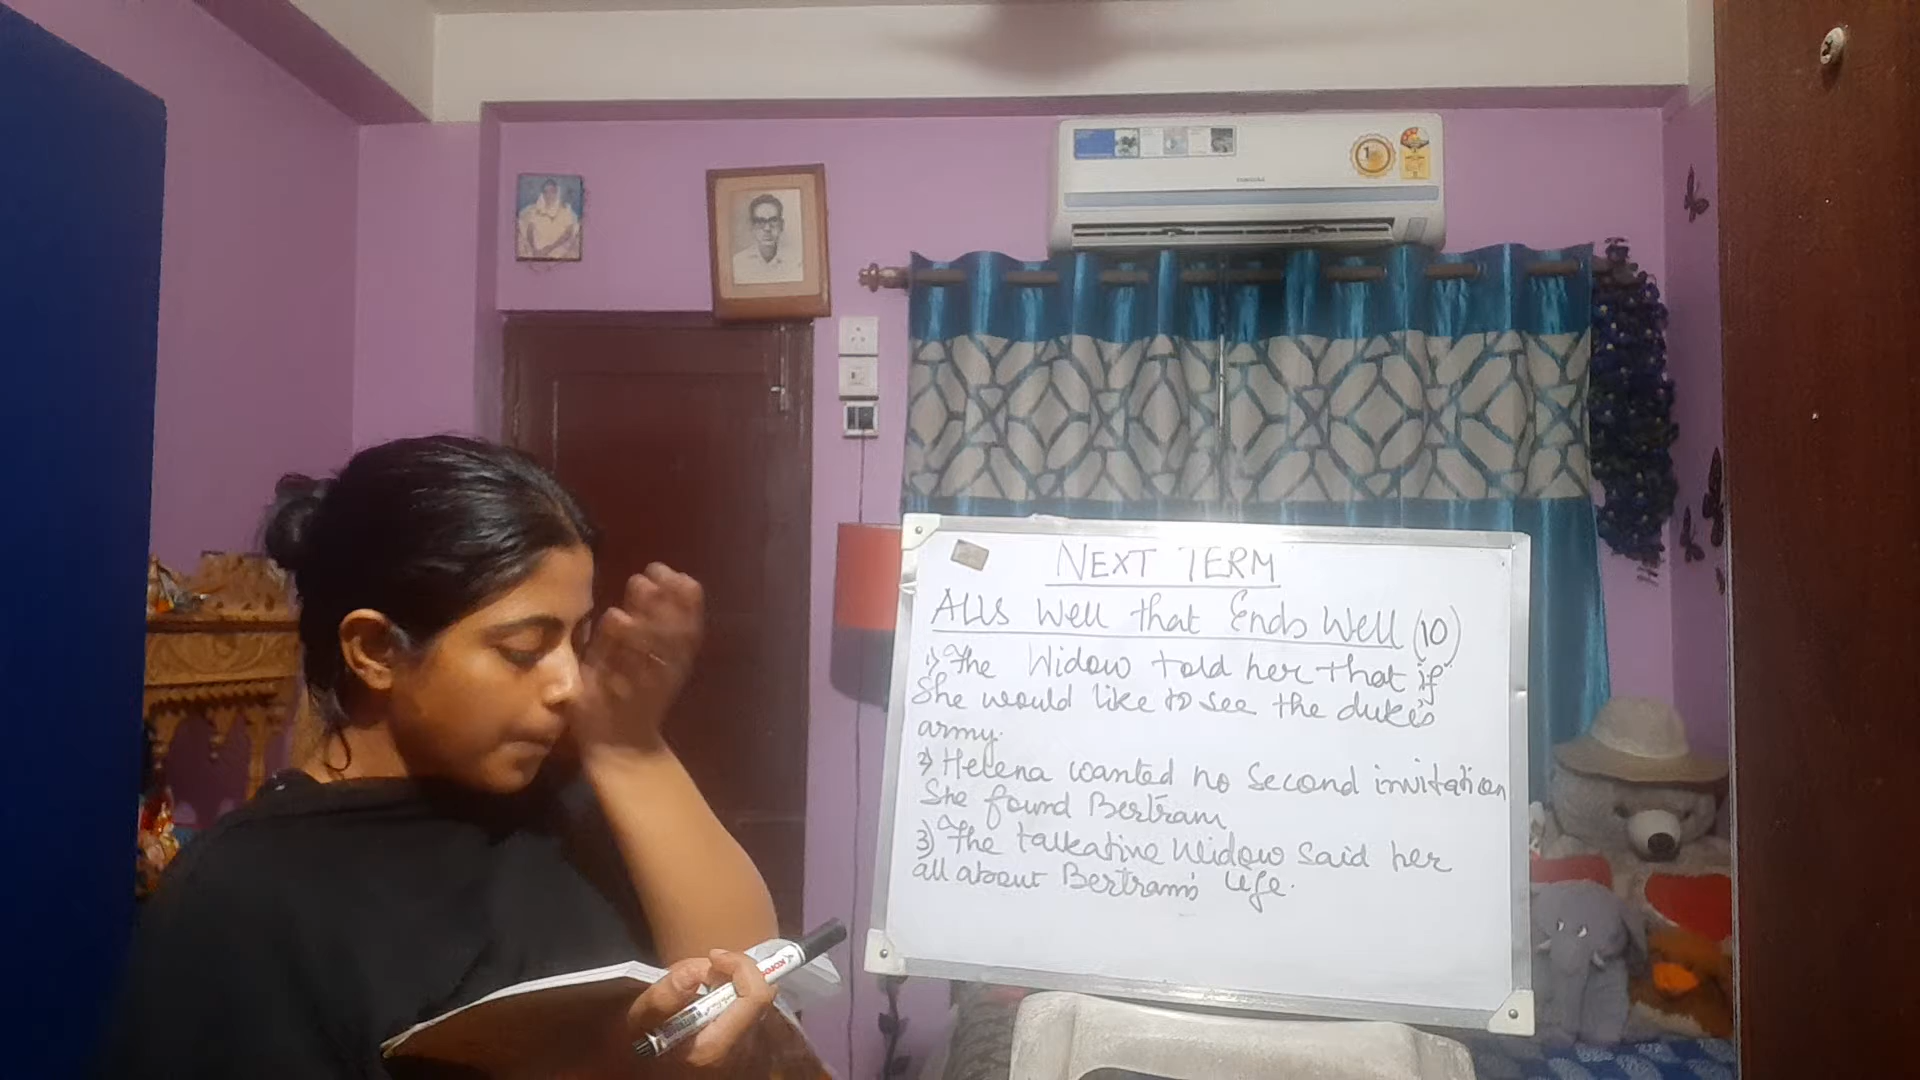 NEXT TERM
ALLS Well that Ends Well (10)
1) The Widow told her that if
She would like to see the duke's
army.
2) Helena wanted no Second invitation
She found Bertram
3) The talkative Widow Said her
all about Bertram's life.